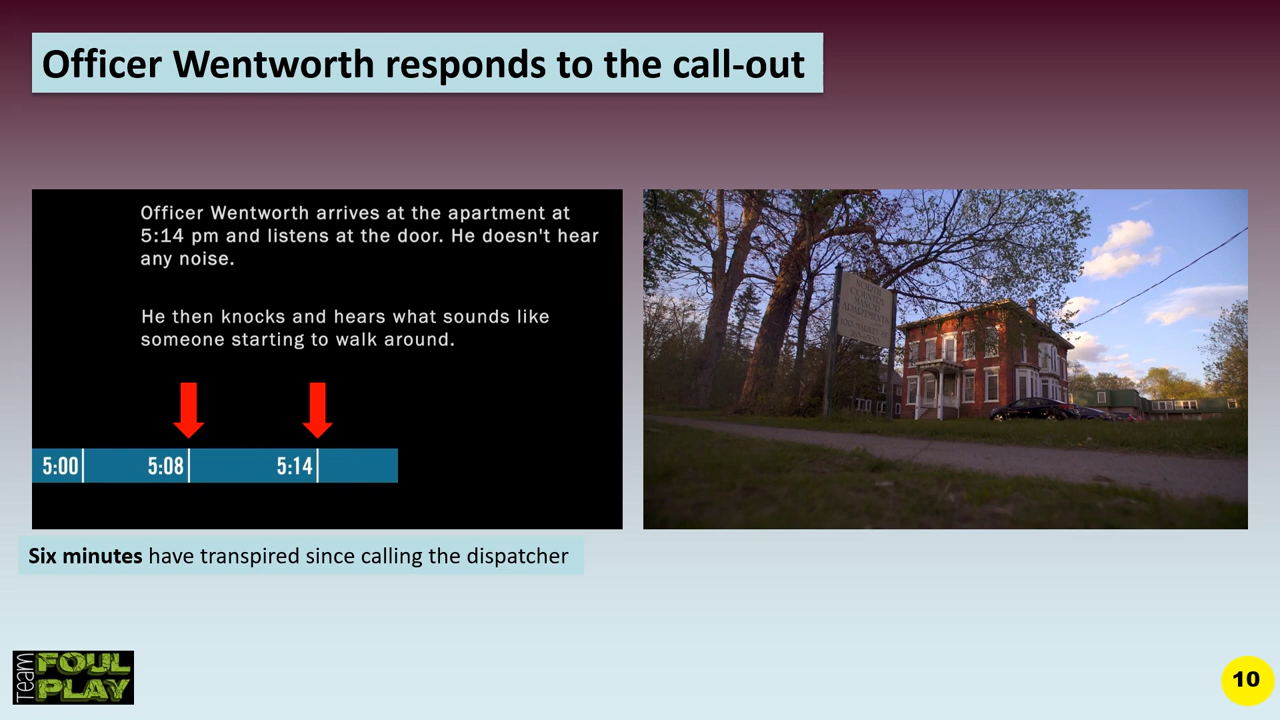 Officer Wentworth responds to the call-out
Officer Wentworth arrives at the apartment at
5:14 pm and listens at the door. He doesn't hear
any noise.
He then knocks and hears what sounds like
someone starting to walk around.
5:00 5:08 5:14
APARTMENTS
Six minutes have transpired since calling the dispatcher
Team
FOUL
PLAY
10